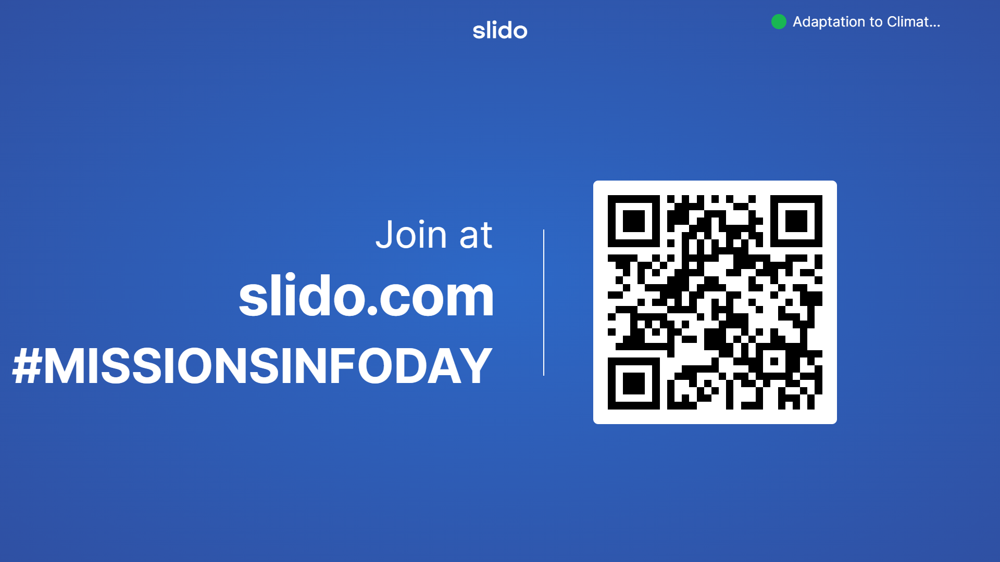 slido
Adaptation to Climat...
Join at
slido.com
#MISSIONSINFODAY